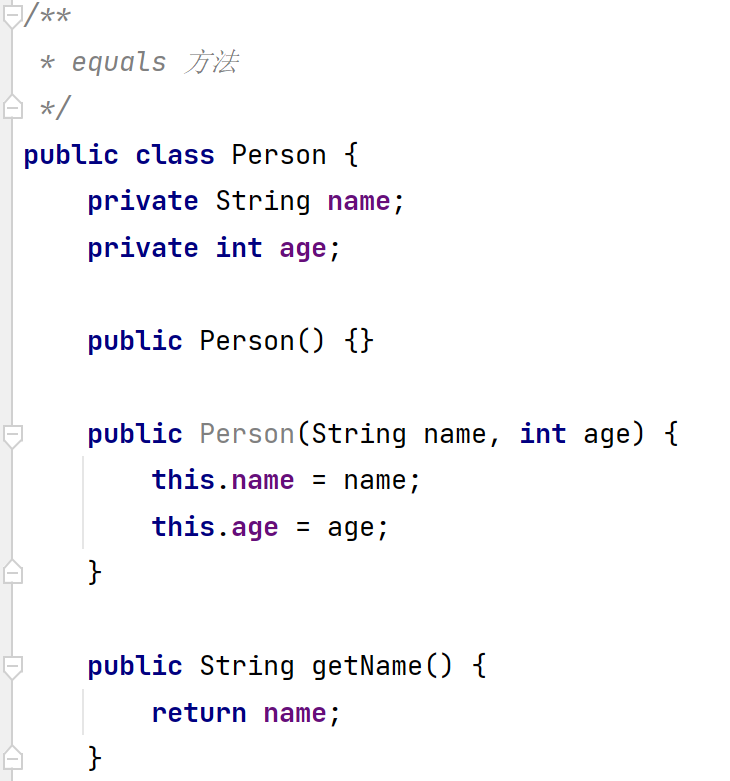 /**
 * equals 方法
 */
public class Person {
    private String name;
    private int age;

    public Person() {}

    public Person(String name, int age) {
        this.name = name;
        this.age = age;
    }

    public String getName() {
        return name;
    }